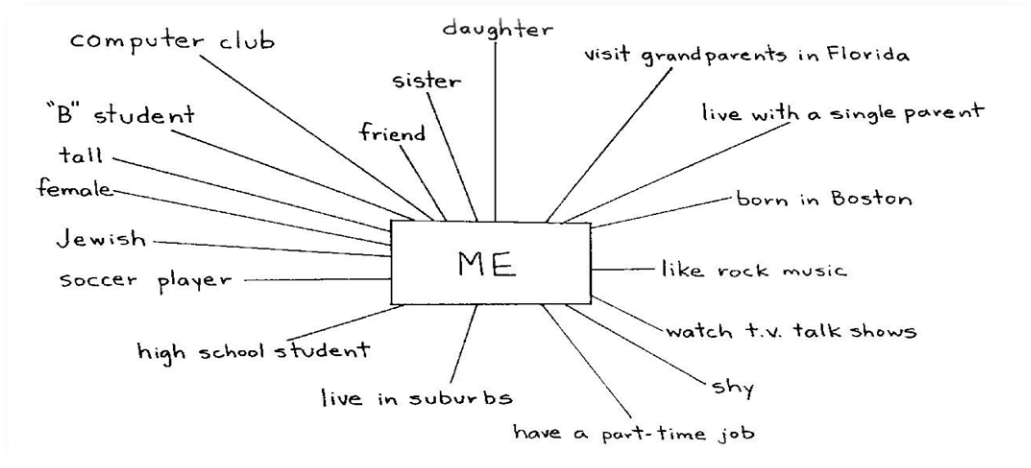 daughter
computer club
visit grandparents in Florida
sister
"B" student
live with a single parent
friend
tall
female
born in Boston
Jewish
ME
like rock music
soccer player
watch t.v. talk shows
high school student
shy
live in suburbs
have a part-time job